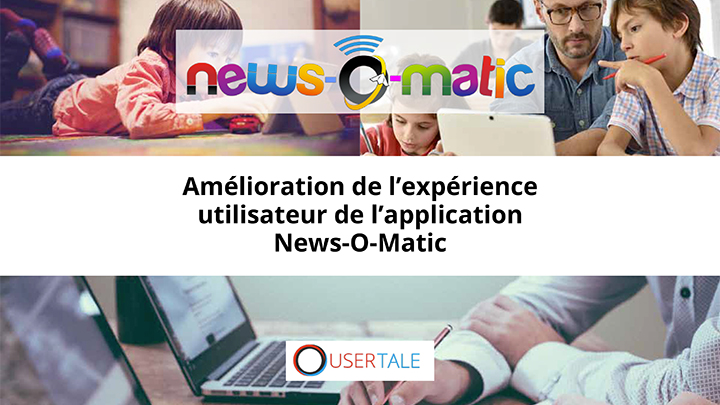 news-O-matic
Amélioration de l’expérience
utilisateur de l’application
News-O-Matic
USERTALE